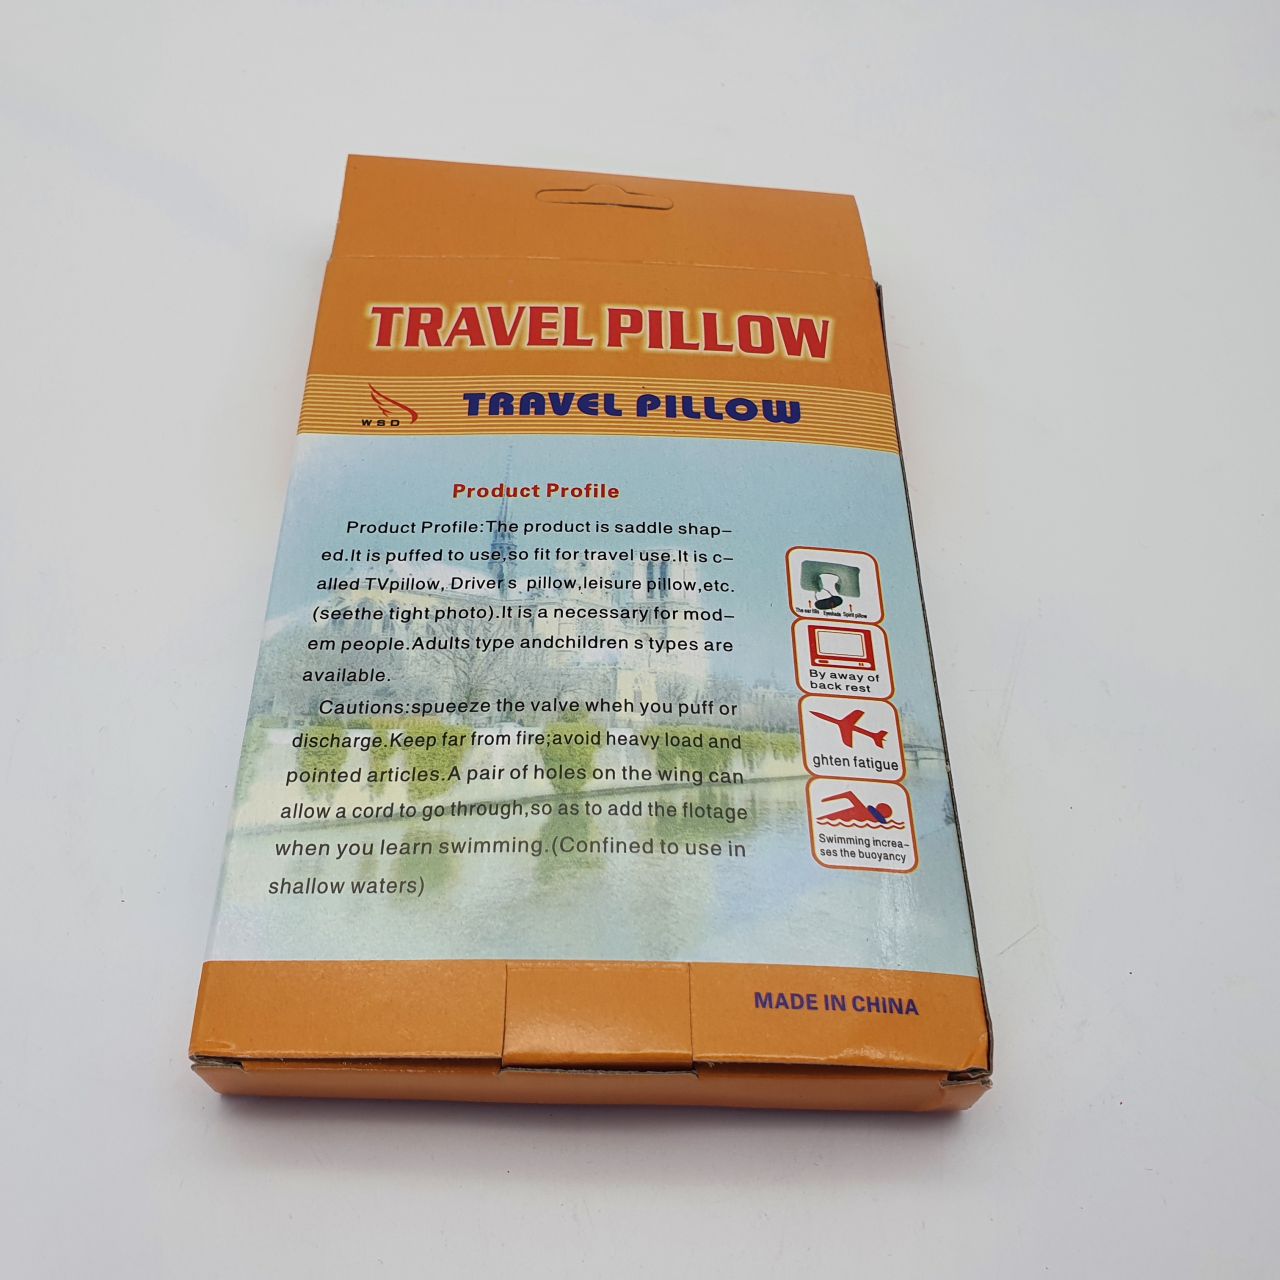 TRAVEL PILLOW
WSD
TRAVEL PILLOW
Product Profile
Product Profile:The product is saddle shap-
ed.It is puffed to use,so fit for travel use.It is c-
alled TVpillow, Driver s pillow,leisure pillow,etc.
(seethe tight photo).It is a necessary for mod-
em people.Adults type andchildren s types are
available.
Cautions:spueeze the valve wheh you puff or
discharge.Keep far from fire;avoid heavy load and
pointed articles.A pair of holes on the wing can
allow a cord to go through,so as to add the flotage
when you learn swimming.(Confined to use in
shallow waters)
The ear
By away of
back rest
ghten fatigue
Swimming increa-
ses the buoyancy
MADE IN CHINA